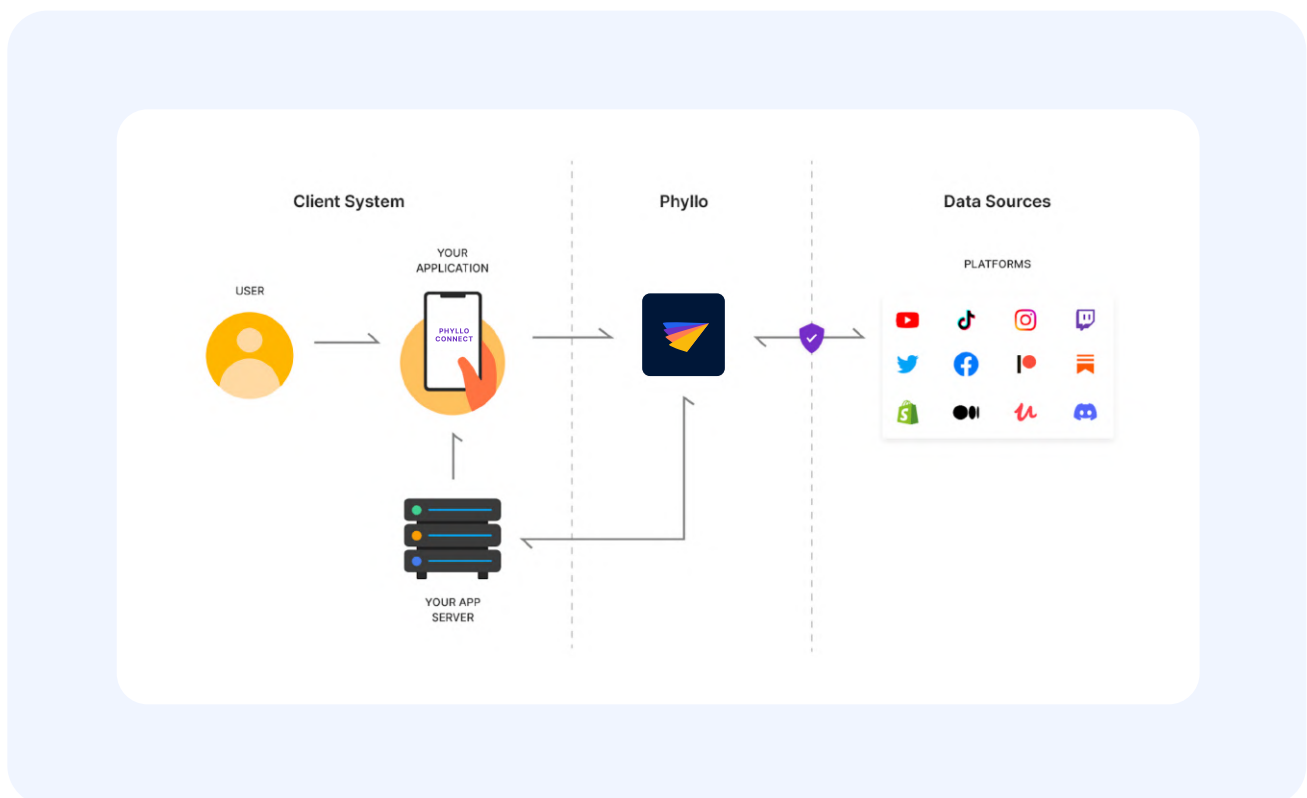 Client System
Phyllo
Data Sources
YOUR
APPLICATION
PLATFORMS
USER
PHYLLO
CONNECT
YOUR APP
SERVER